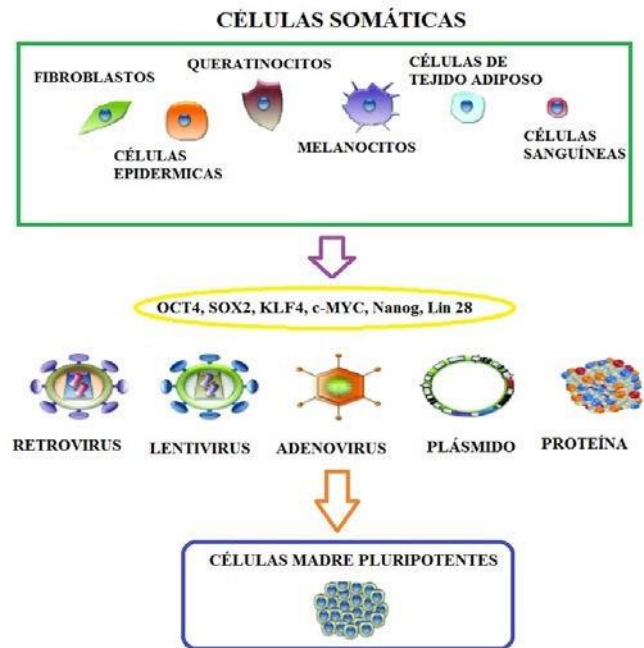 CÉLULAS SOMÁTICAS
FIBROBLASTOS
QUERATINOCITOS
CÉLULAS DE
TEJIDO ADIPOSO
CÉLULAS
EPIDERMICAS
MELANOCITOS
CÉLULAS
SANGUÍNEAS
OCT4, SOX2, KLF4, c-MYC, Nanog, Lin 28
RETROVIRUS
LENTIVIRUS
ADENOVIRUS
PLÁSMIDO
PROTEÍNA
CÉLULAS MADRE PLURIPOTENTES